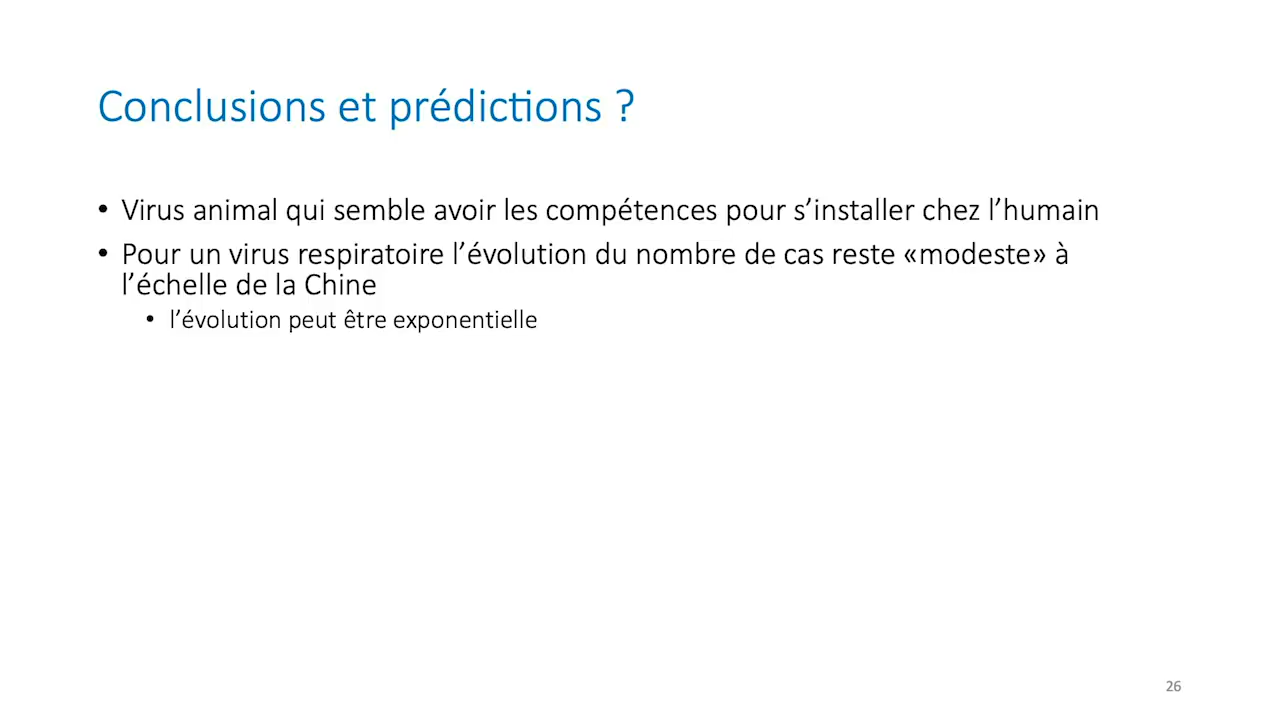 Conclusions et prédictions ?
• Virus animal qui semble avoir les compétences pour s’installer chez l’humain
• Pour un virus respiratoire l’évolution du nombre de cas reste «modeste» à
l’échelle de la Chine
• l’évolution peut être exponentielle
26